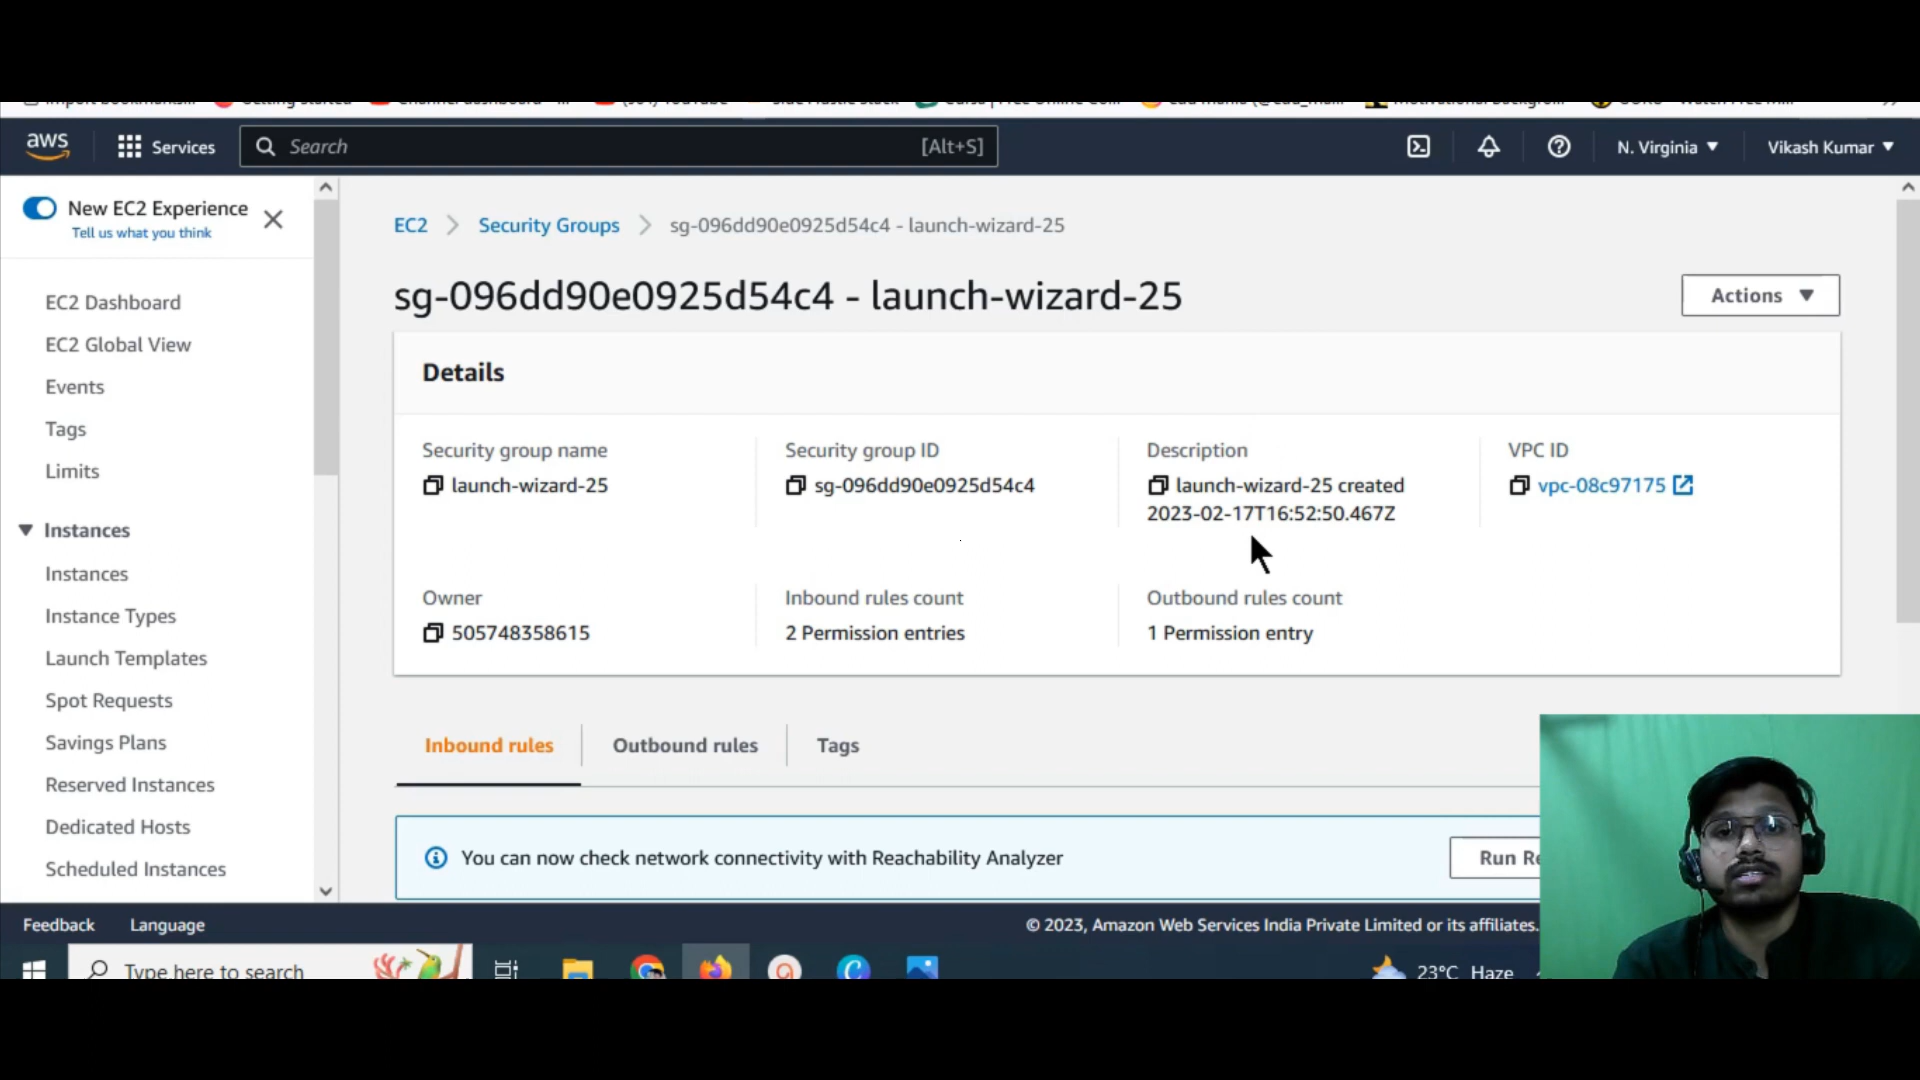 aws
Services
Search
[Alt+S]
N. Virginia
Vikash Kumar
New EC2 Experience
Tell us what you think
EC2 Dashboard
EC2 Global View
Events
Tags
Limits
Instances
Instances
Instance Types
Launch Templates
Spot Requests
Savings Plans
Reserved Instances
Dedicated Hosts
Scheduled Instances
EC2
Security Groups
sg-096dd90e0925d54c4 - launch-wizard-25
sg-096dd90e0925d54c4 - launch-wizard-25
Actions
Details
Security group name
launch-wizard-25
Security group ID
sg-096dd90e0925d54c4
Description
launch-wizard-25 created
2023-02-17T16:52:50.467Z
VPC ID
vpc-08c97175
Owner
505748358615
Inbound rules count
2 Permission entries
Outbound rules count
1 Permission entry
Inbound rules
Outbound rules
Tags
You can now check network connectivity with Reachability Analyzer
Run
Feedback
Language
© 2023, Amazon Web Services India Private Limited or its affiliates.
Type here to search
23°C Haze